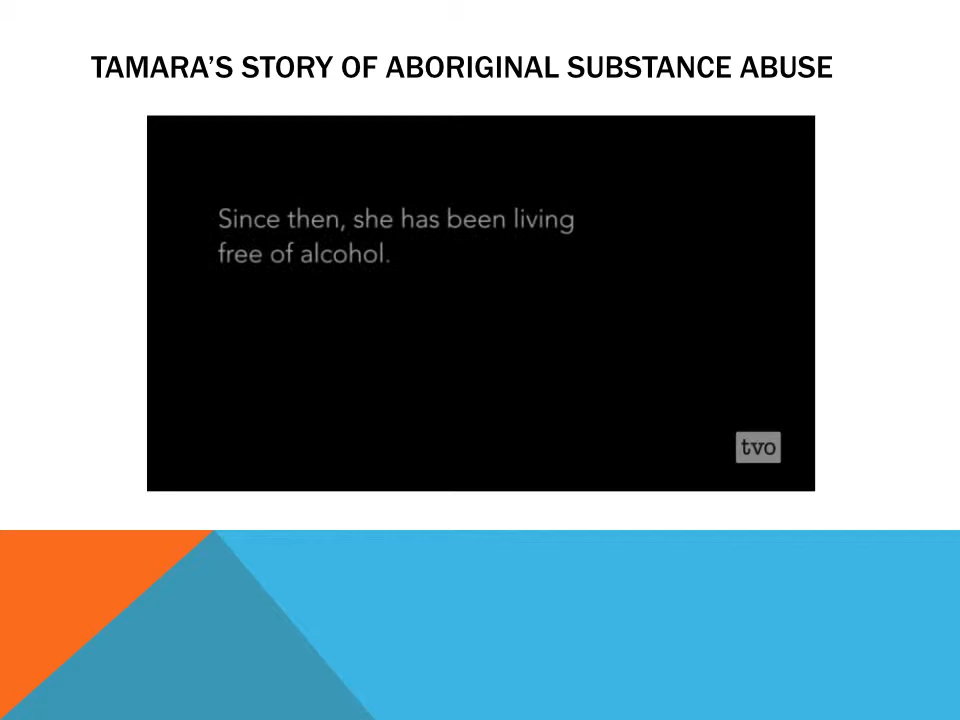 TAMARA’S STORY OF ABORIGINAL SUBSTANCE ABUSE
Since then, she has been living
free of alcohol.
tvo